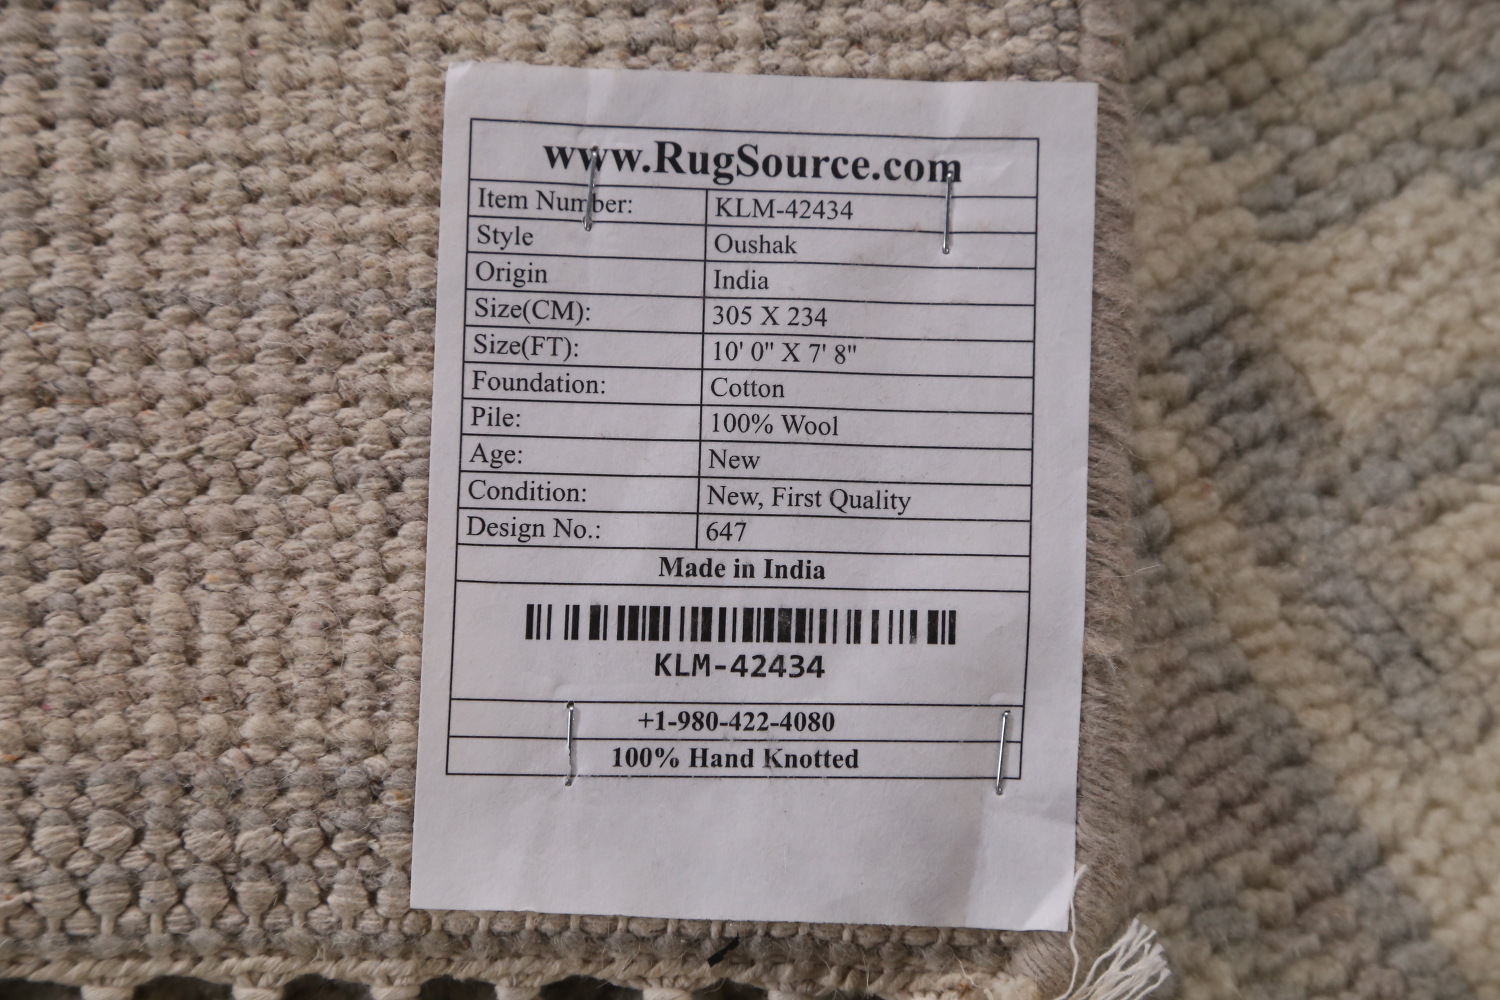 www.RugSource.com
Item Number: KLM-42434
Style Oushak
Origin India
Size(CM): 305 X 234
Size(FT): 10' 0" X 7' 8"
Foundation: Cotton
Pile: 100% Wool
Age: New
Condition: New, First Quality
Design No.: 647
Made in India
KLM-42434
+1-980-422-4080
100% Hand Knotted